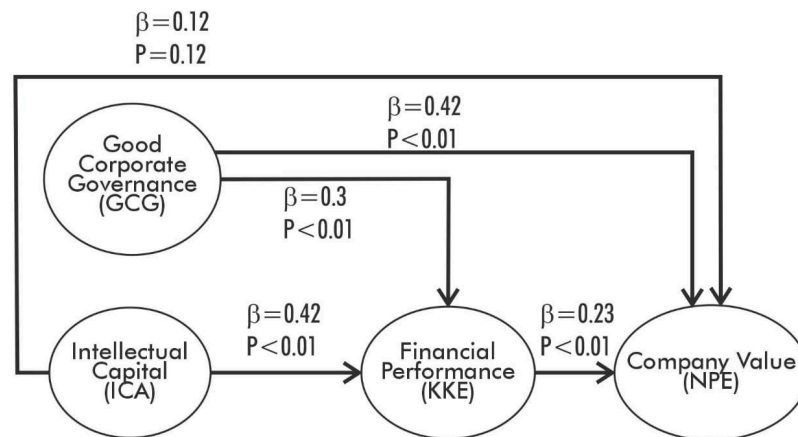 β=0.12
P=0.12
β=0.42
P<0.01
Good
Corporate
Governance
(GCG)
β=0.3
P<0.01
β=0.42
P<0.01
β=0.23
P<0.01
Intellectual
Capital
(ICA)
Financial
Performance
(KKE)
Company Value
(NPE)